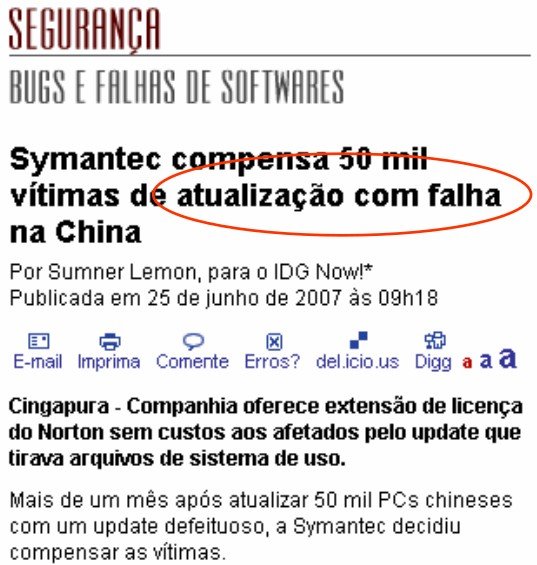 SEGURANÇA
BUGS E FALHAS DE SOFTWARES
Symantec compensa 50 mil
vítimas de atualização com falha
na China
Por Sumner Lemon, para o IDG Now!*
Publicada em 25 de junho de 2007 às 09h18
E-mail Imprima Comente Erros? del.icio.us Digg a a a
Cingapura - Companhia oferece extensão de licença
do Norton sem custos aos afetados pelo update que
tirava arquivos de sistema de uso.
Mais de um mês após atualizar 50 mil PCs chineses
com um update defeituoso, a Symantec decidiu
compensar as vítimas.